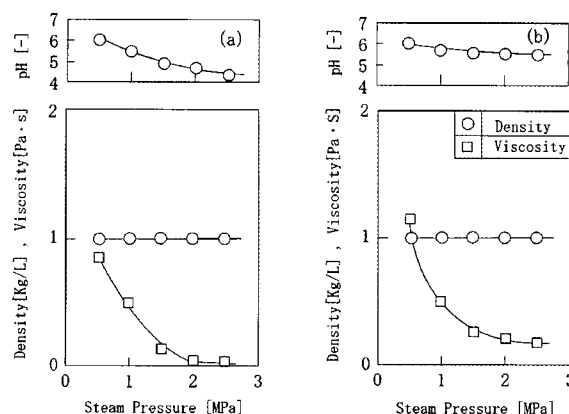 7
6
5
4
pH [-]
(a)
2
1
0
Density[Kg/L] , Viscosity[Pa・s]
0 1 2 3
Steam Pressure [MPa]
7
6
5
4
pH [-]
(b)
2
1
0
Density[Kg/L] , Viscosity[Pa・S]
Density
Viscosity
0 1 2 3
Steam Pressure [MPa]